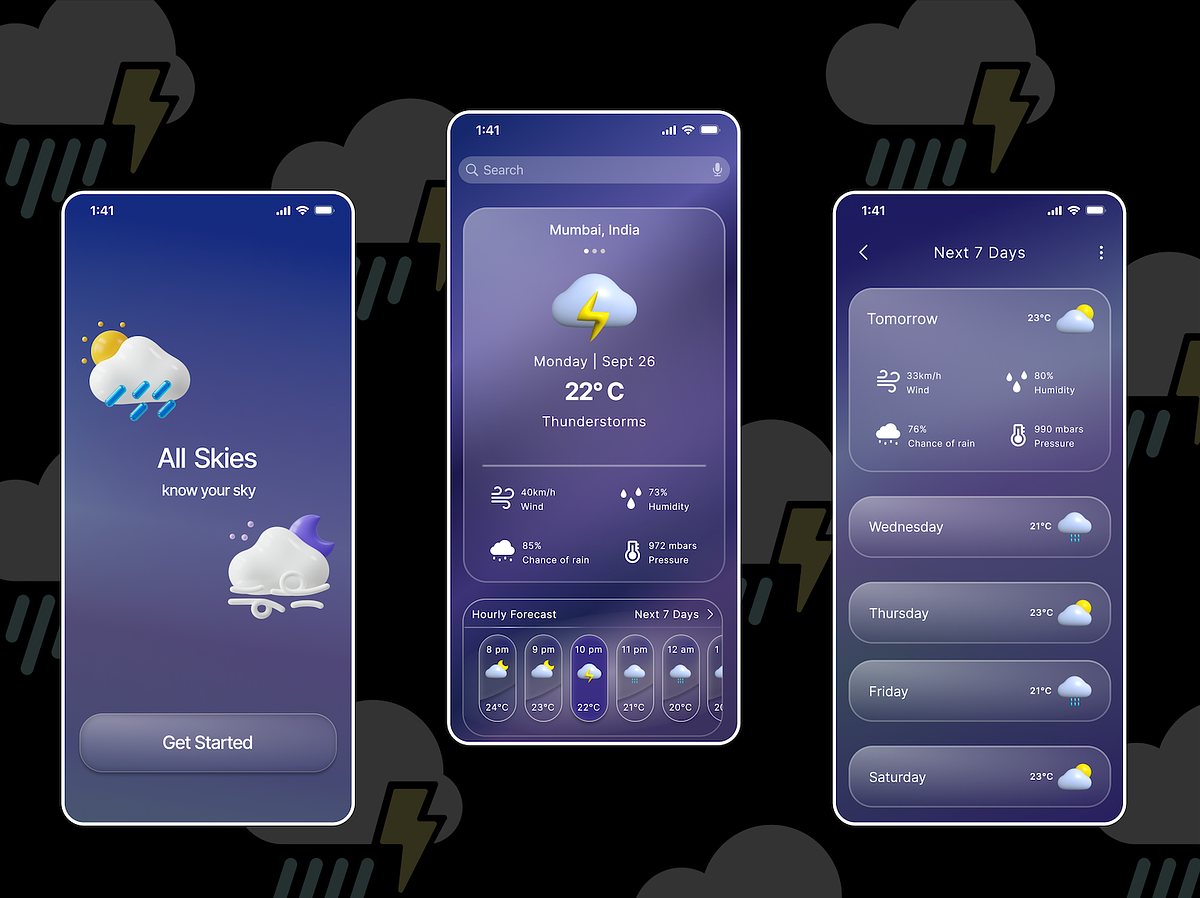 1:41
All Skies
know your sky
Get Started
1:41
Search
Mumbai, India
Monday | Sept 26
22° C
Thunderstorms
40km/h
Wind
73%
Humidity
85%
Chance of rain
972 mbars
Pressure
Hourly Forecast
Next 7 Days
8 pm
9 pm
10 pm
11 pm
12 am
1
24°C
23°C
22°C
21°C
20°C
20
1:41
Next 7 Days
Tomorrow
23°C
33km/h
Wind
80%
Humidity
76%
Chance of rain
990 mbars
Pressure
Wednesday
21°C
Thursday
23°C
Friday
21°C
Saturday
23°C